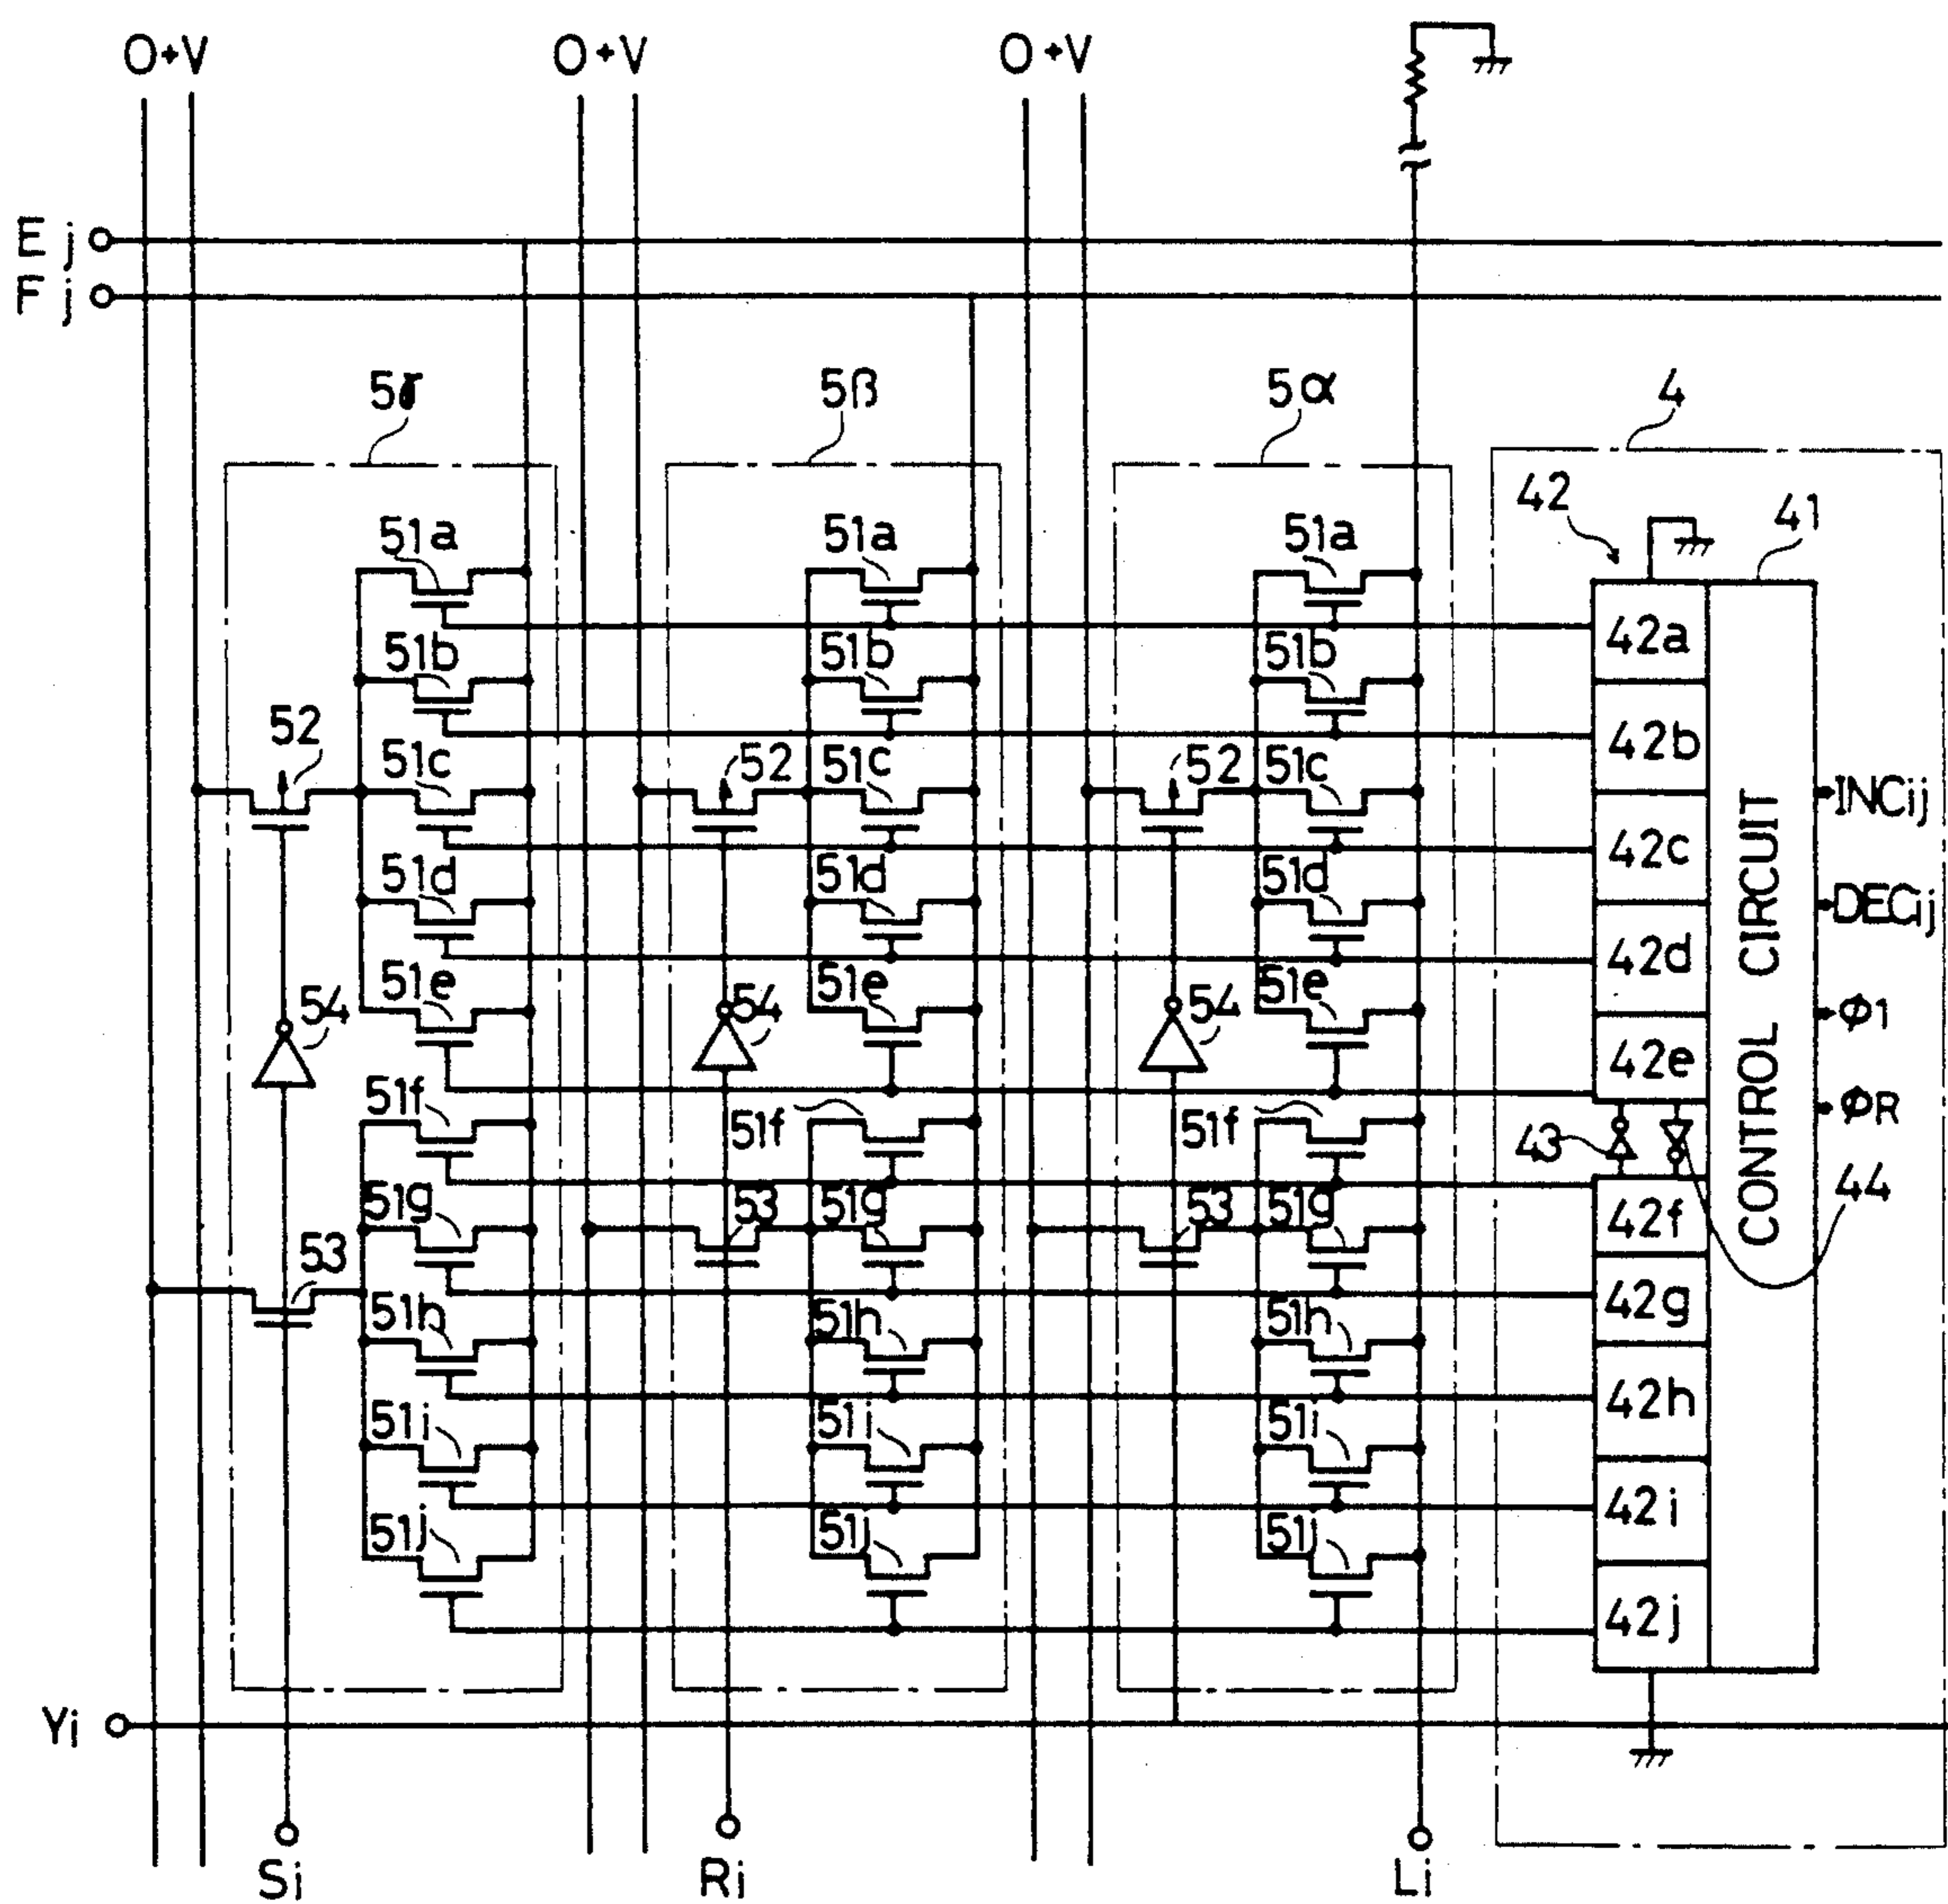 O+V O+V O+V
Ej
Fj
5γ 5β 5α 4
42 41
51a 51a 51a
42a
51b 51b 51b
42b
52 51c 52 51c 52 51c
INCij
42c
51d 51d 51d
DECij
42d
51e 51e 51e
54 54 54
φ1
42e
CONTROL CIRCUIT
51f 51f 51f
φR
43
44
51g 53 51g 53 51g
42f
53
42g
51h 51h 51h
42h
51i 51i 51i
42i
51j 51j 51j
42j
Yi
Si Ri Li